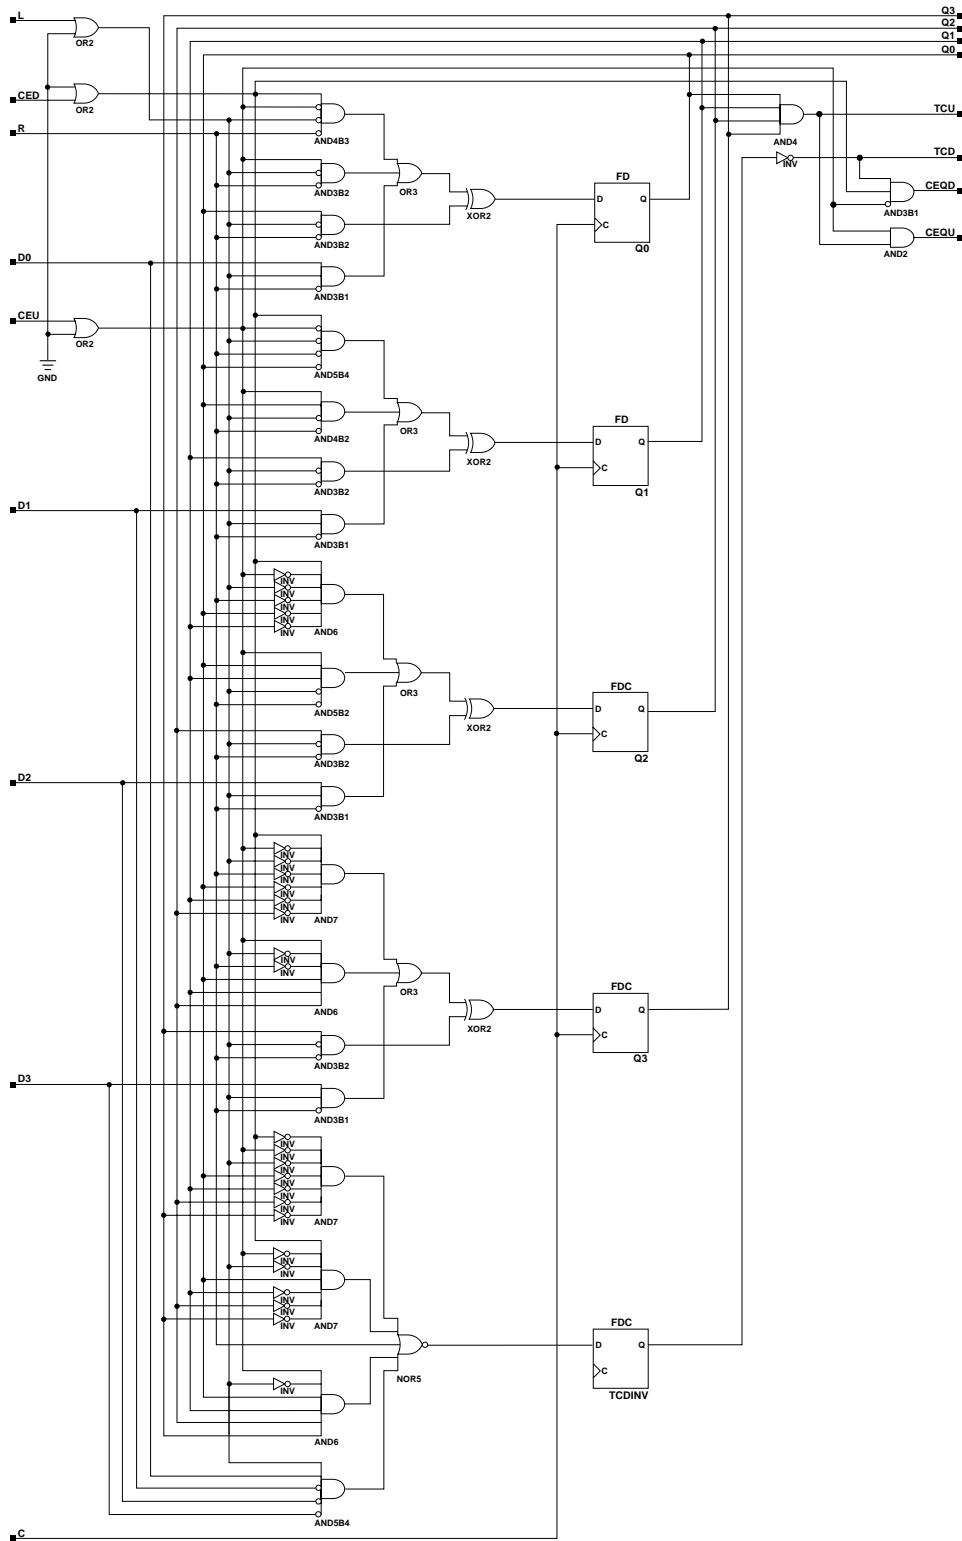 L
Q3
Q2
Q1
Q0
OR2
CED
OR2
R
TCU
AND4
AND4B3
TCD
INV
AND3B2
OR3
XOR2
FD
D
Q
C
Q0
CEQD
AND3B1
AND3B2
CEQU
AND2
D0
AND3B1
CEU
OR2
GND
AND5B4
AND4B2
OR3
XOR2
FD
D
Q
C
Q1
AND3B2
D1
AND3B1
INV
INV
INV
INV
INV
AND6
OR3
XOR2
FDC
D
Q
C
Q2
AND5B2
AND3B2
D2
AND3B1
INV
INV
INV
INV
INV
INV
AND7
INV
INV
AND6
OR3
XOR2
FDC
D
Q
C
Q3
AND3B2
D3
AND3B1
INV
INV
INV
INV
INV
INV
INV
AND7
INV
INV
INV
INV
INV
AND7
NOR5
FDC
D
Q
C
TCDINV
INV
AND6
AND5B4
C